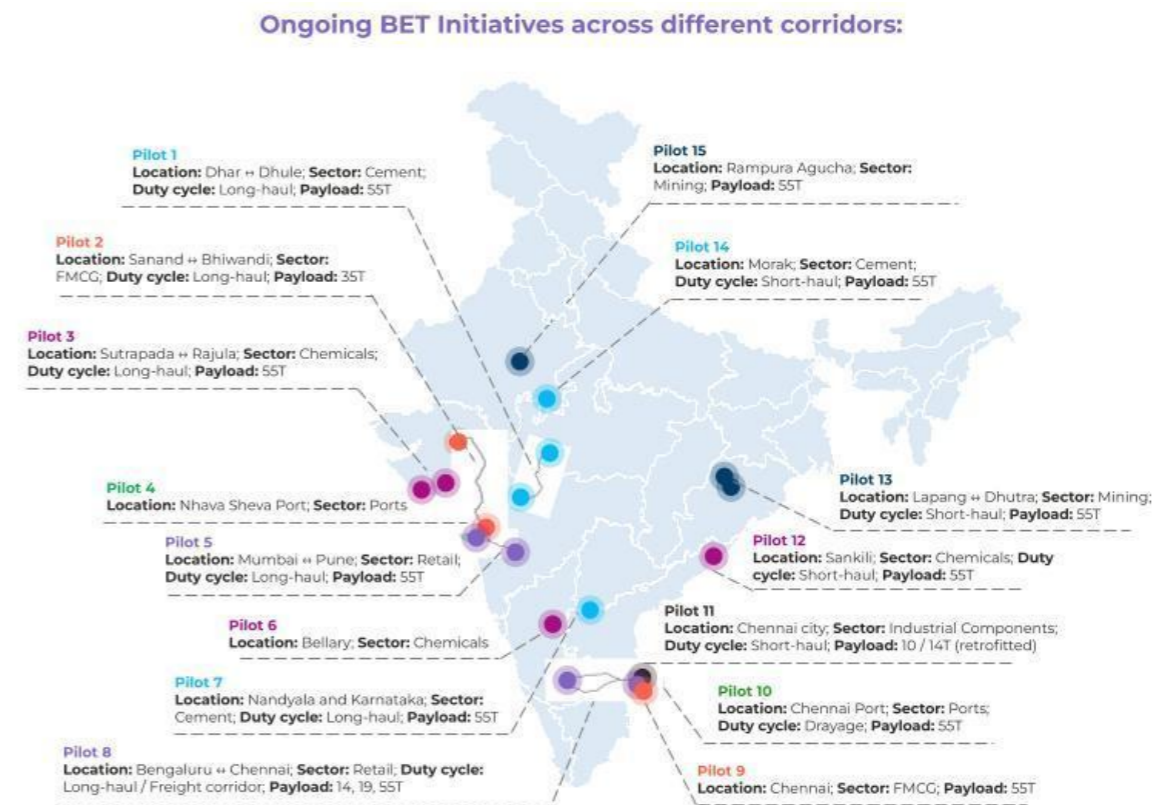 Ongoing BET Initiatives across different corridors:
Pilot 1
Location: Dhar ↔ Dhule; Sector: Cement;
Duty cycle: Long-haul; Payload: 55T
Pilot 2
Location: Sanand ↔ Bhiwandi; Sector:
FMCG; Duty cycle: Long-haul; Payload: 35T
Pilot 3
Location: Sutrapada ↔ Rajula; Sector: Chemicals;
Duty cycle: Long-haul; Payload: 55T
Pilot 4
Location: Nhava Sheva Port; Sector: Ports
Pilot 5
Location: Mumbai ↔ Pune; Sector: Retail;
Duty cycle: Long-haul; Payload: 55T
Pilot 6
Location: Bellary; Sector: Chemicals
Pilot 7
Location: Nandyala and Karnataka; Sector:
Cement; Duty cycle: Long-haul; Payload: 55T
Pilot 8
Location: Bengaluru ↔ Chennai; Sector: Retail; Duty cycle:
Long-haul / Freight corridor; Payload: 14, 19, 55T
Pilot 15
Location: Rampura Agucha; Sector:
Mining; Payload: 55T
Pilot 14
Location: Morak; Sector: Cement;
Duty cycle: Short-haul; Payload: 55T
Pilot 13
Location: Lapang ↔ Dhutra; Sector: Mining;
Duty cycle: Short-haul; Payload: 55T
Pilot 12
Location: Sankili; Sector: Chemicals; Duty
cycle: Short-haul; Payload: 55T
Pilot 11
Location: Chennai city; Sector: Industrial Components;
Duty cycle: Short-haul; Payload: 10 / 14T (retrofitted)
Pilot 10
Location: Chennai Port; Sector: Ports;
Duty cycle: Drayage; Payload: 55T
Pilot 9
Location: Chennai; Sector: FMCG; Payload: 55T